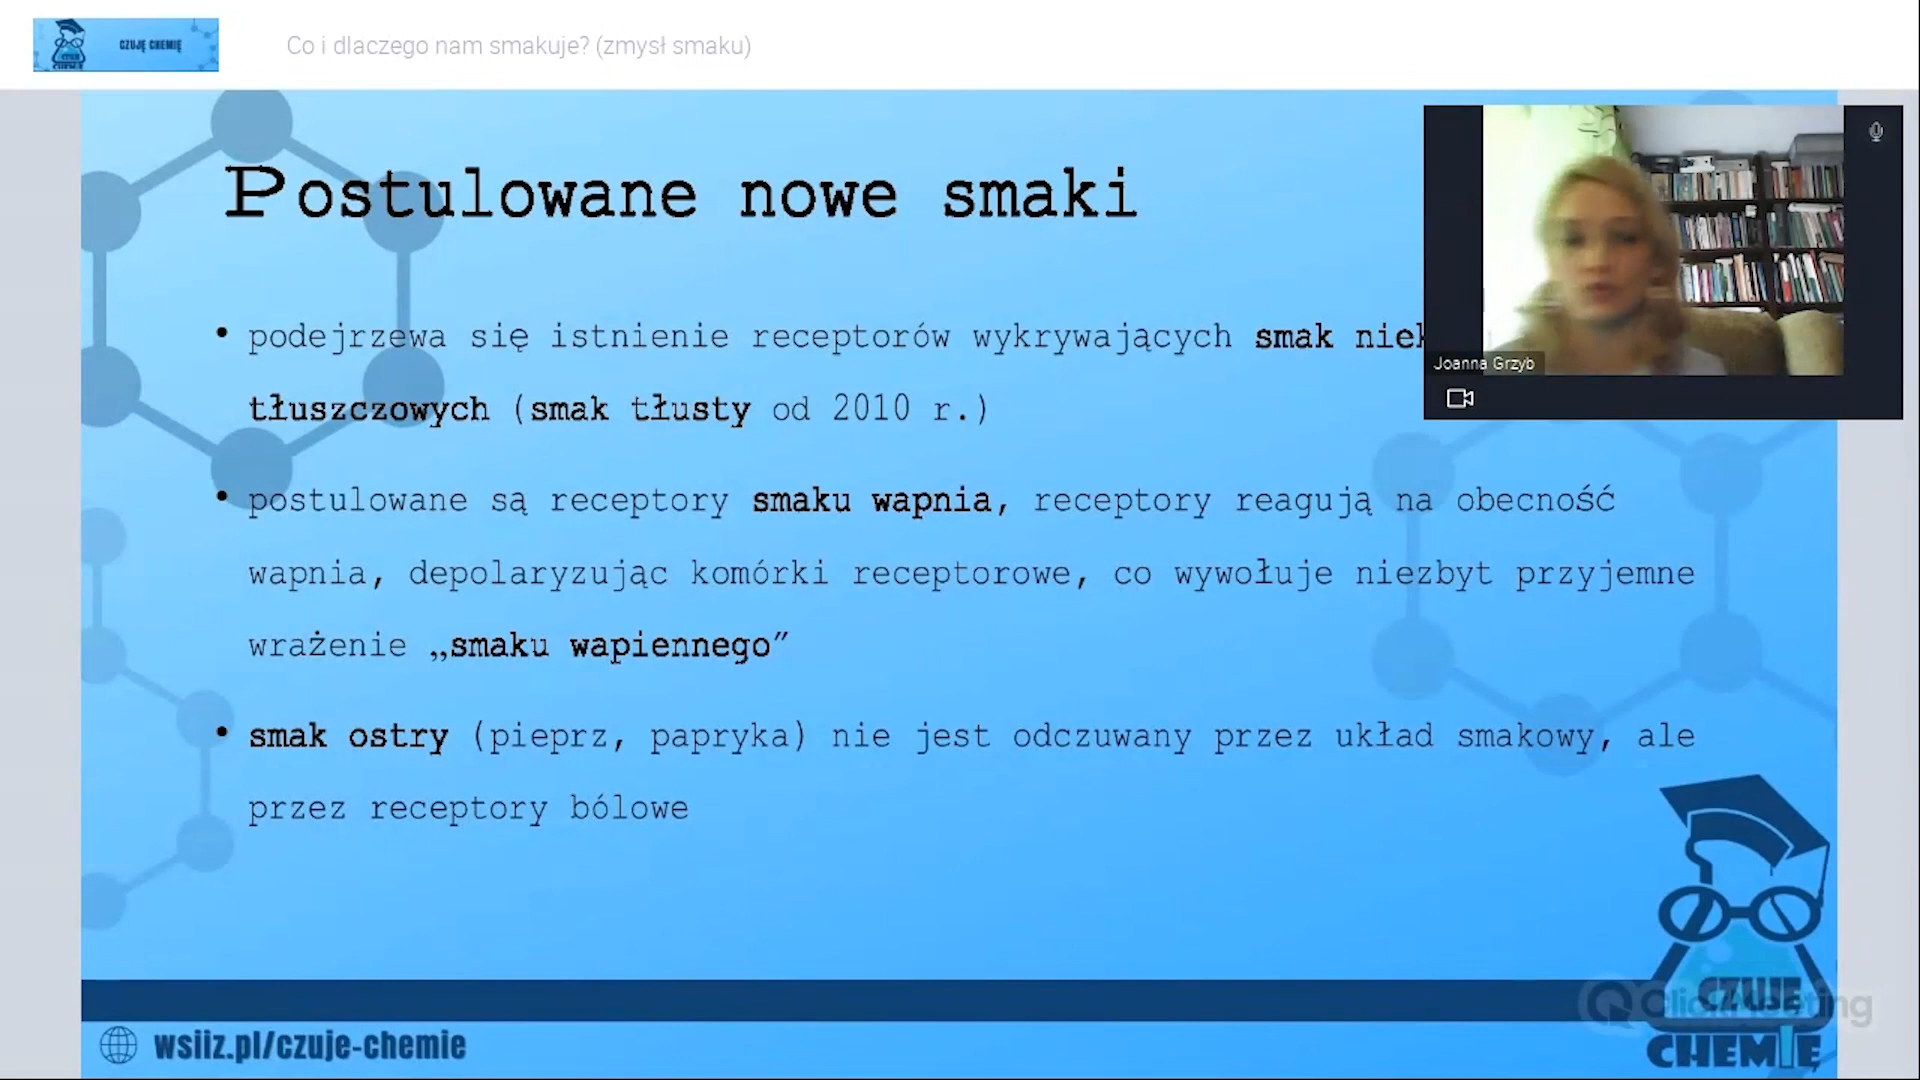 CZUJĘ CHEMIĘ
Co i dlaczego nam smakuje? (zmysł smaku)
Postulowane nowe smaki
• podejrzewa się istnienie receptorów wykrywających smak
tłuszczowych (smak tłusty od 2010 r.)
• postulowane są receptory smaku wapnia, receptory reagują na obecność
wapnia, depolaryzując komórki receptorowe, co wywołuje niezbyt przyjemne
wrażenie „smaku wapiennego”
• smak ostry (pieprz, papryka) nie jest odczuwany przez układ smakowy, ale
przez receptory bólowe
Joanna Grzyb
wsiiz.pl/czuje-chemie
ClickMeeting
CZUJĘ
CHEMIĘ